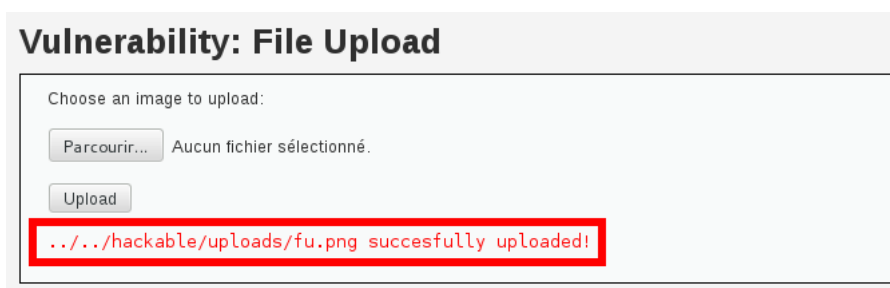 Vulnerability: File Upload
Choose an image to upload:
Parcourir... Aucun fichier sélectionné.
Upload
../../hackable/uploads/fu.png succesfully uploaded!